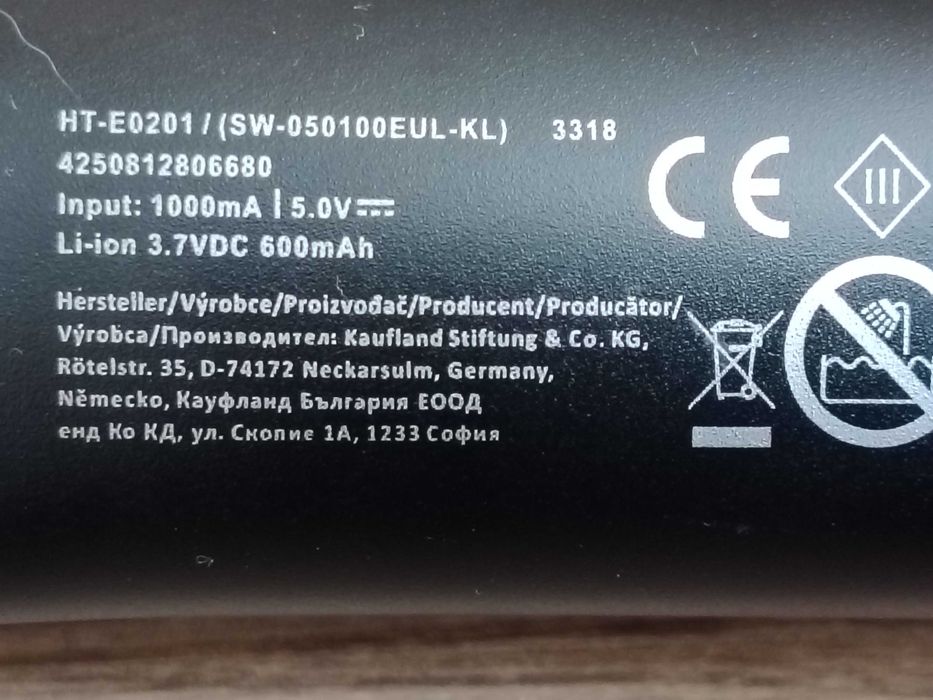 HT-E0201 / (SW-050100EUL-KL) 3318
4250812806680
Input: 1000mA | 5.0V⎓
Li-ion 3.7VDC 600mAh
CE
III
Hersteller/Výrobce/Proizvođač/Producent/Producător/
Výrobca/Производител: Kaufland Stiftung & Co. KG,
Rötelstr. 35, D-74172 Neckarsulm, Germany,
Německo, Кауфланд България ЕООД
енд Ко КД, ул. Скопие 1А, 1233 София